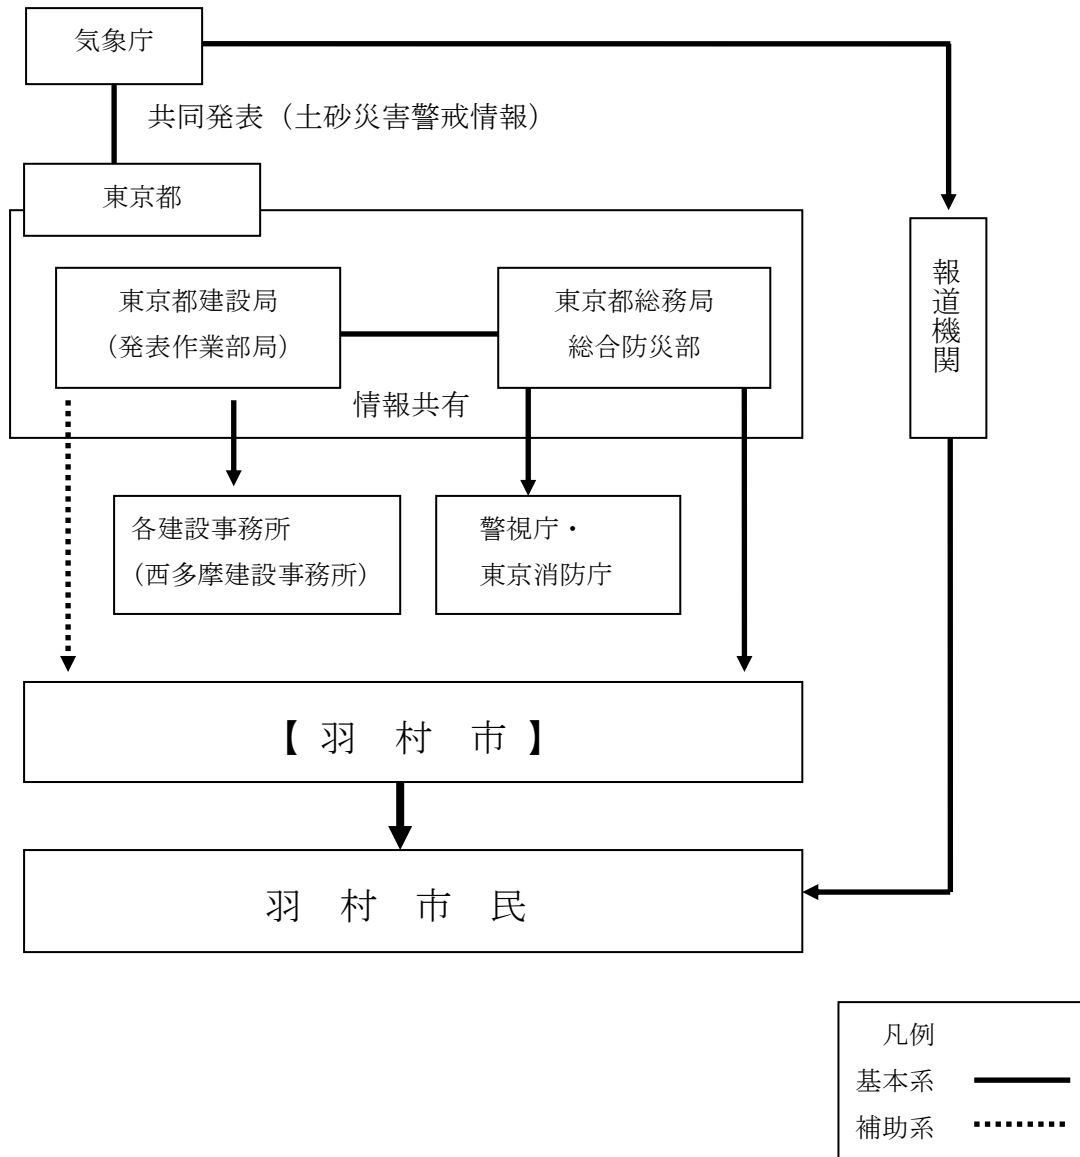 気象庁
共同発表（土砂災害警戒情報）
東京都
東京都建設局
（発表作業部局）
東京都総務局
総合防災部
報道機関
情報共有
各建設事務所
（西多摩建設事務所）
警視庁・
東京消防庁
【 羽 村 市 】
羽 村 市 民
凡例
基本系
補助系